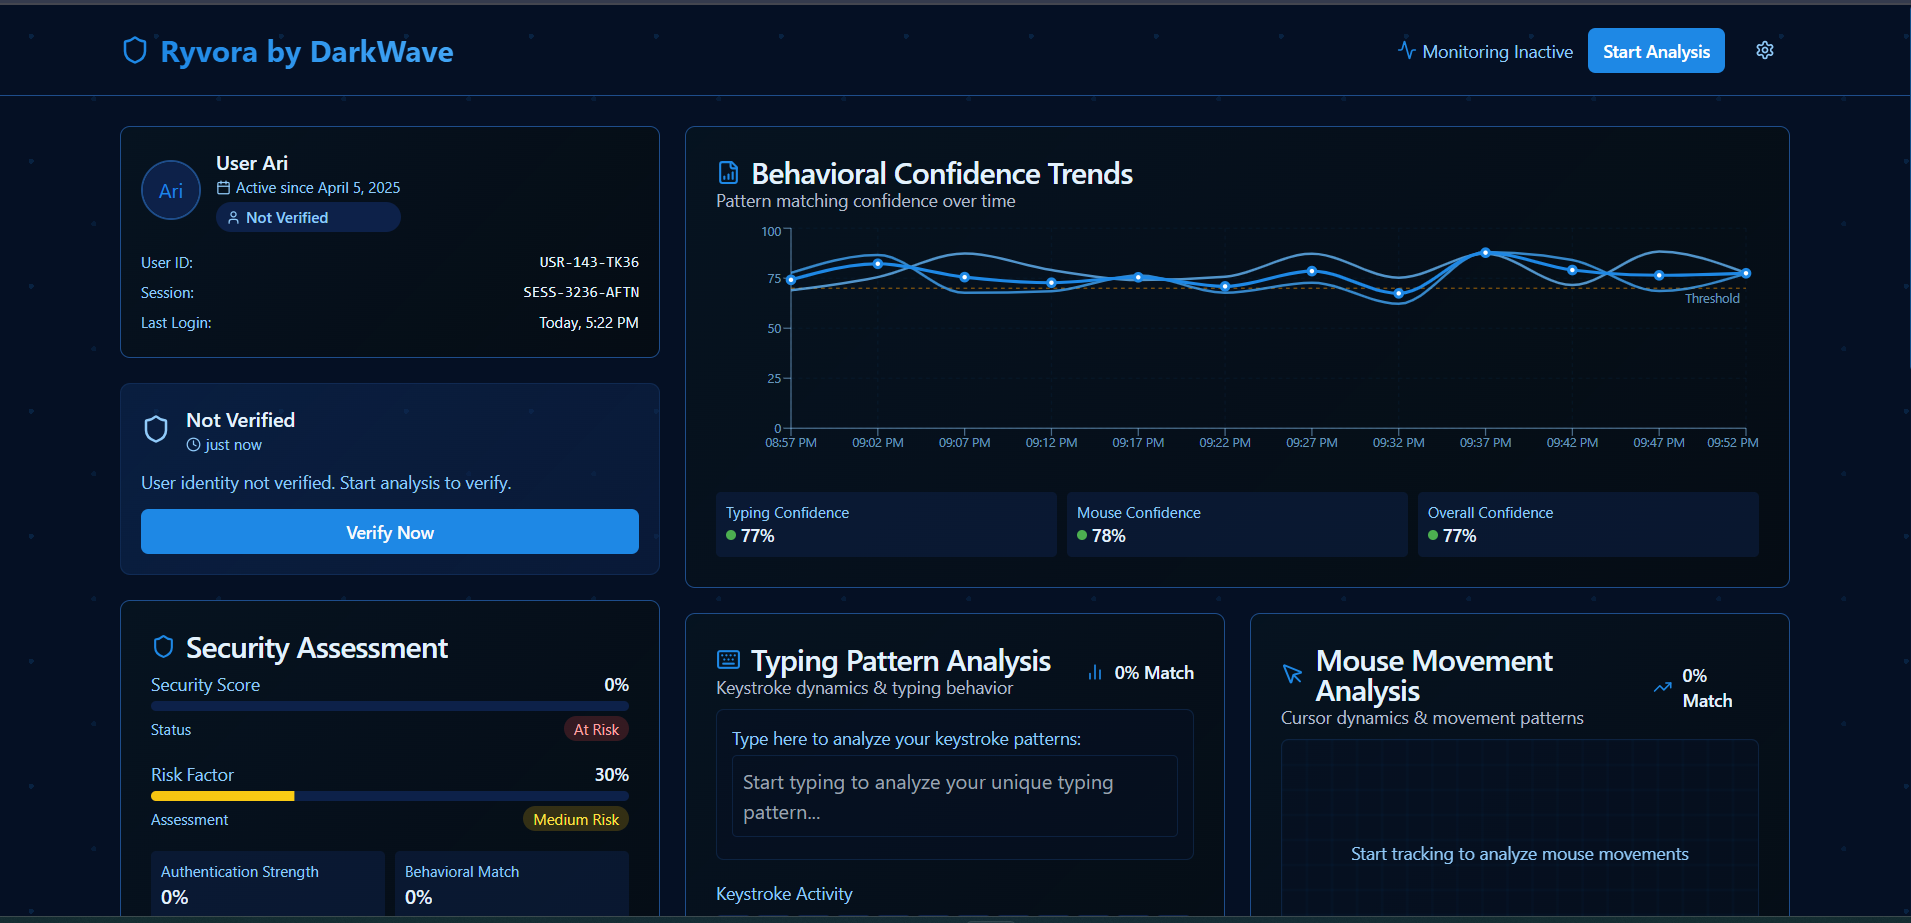 Ryvora by DarkWave
Monitoring Inactive
Start Analysis
Ari
User Ari
Active since April 5, 2025
Not Verified
User ID:
USR-143-TK36
Session:
SESS-3236-AFTN
Last Login:
Today, 5:22 PM
Not Verified
just now
User identity not verified. Start analysis to verify.
Verify Now
Security Assessment
Security Score
0%
Status
At Risk
Risk Factor
30%
Assessment
Medium Risk
Authentication Strength
0%
Behavioral Match
0%
Behavioral Confidence Trends
Pattern matching confidence over time
100
75
50
25
0
Threshold
08:57 PM
09:02 PM
09:07 PM
09:12 PM
09:17 PM
09:22 PM
09:27 PM
09:32 PM
09:37 PM
09:42 PM
09:47 PM
09:52 PM
Typing Confidence
77%
Mouse Confidence
78%
Overall Confidence
77%
Typing Pattern Analysis
Keystroke dynamics & typing behavior
0% Match
Type here to analyze your keystroke patterns:
Start typing to analyze your unique typing
pattern...
Keystroke Activity
Mouse Movement
Analysis
Cursor dynamics & movement patterns
0%
Match
Start tracking to analyze mouse movements